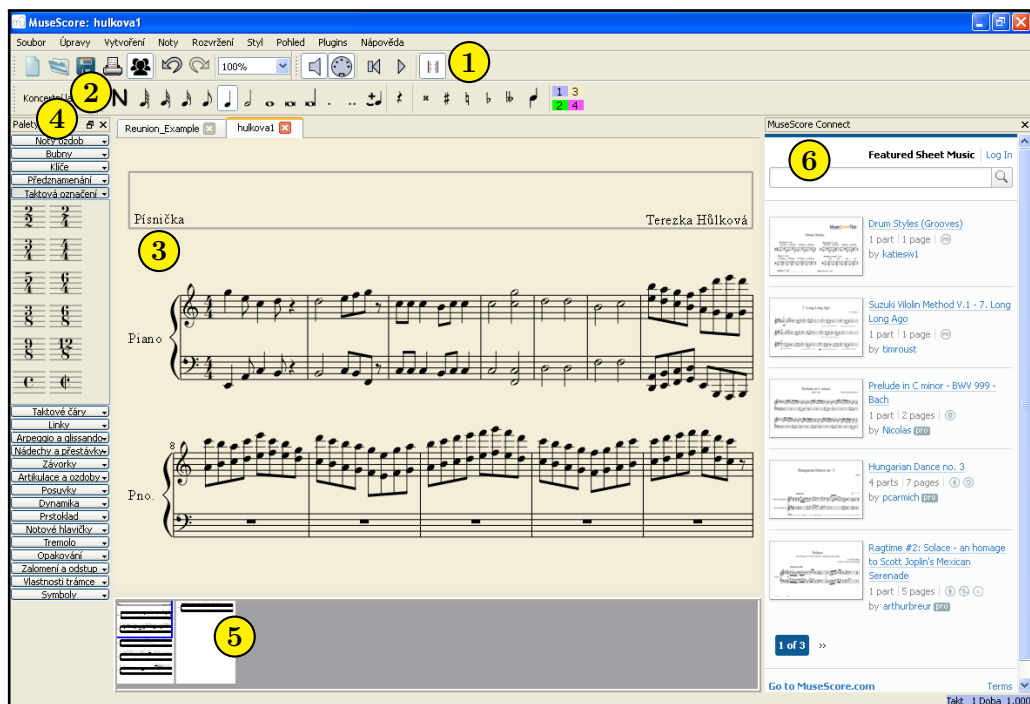 MuseScore: hulkova1
Soubor Úpravy Vytvoření Noty Rozvržení Styl Pohled Plugins Nápověda
1
100%
2
Koncertní N 1 3
2 4
4
Palety
Reunion_Example hulkova1
MuseScore Connect
Noty ozdob
Bubny
Klíče
Předznamenání
Taktová označení
6
Featured Sheet Music Log In
Písnička Terezka Hůlková
3
Piano
8
Pno.
Taktové čáry
Linky
Arpeggio a glissando
Nádechy a přestávky
Závorky
Artikulace a ozdoby
Posuvky
Dynamika
Prstoklad
Notové hlavičky
Tremolo
Opakování
Zalomení a odstup
Vlastnosti trámce
Symboly
5
Drum Styles (Grooves)
1 part | 1 page
by katiesw1
Suzuki Vilolin Method V.1 - 7. Long
Long Ago
1 part | 1 page
by timroust
Prelude in C minor - BWV 999 -
Bach
1 part | 2 pages
by Nicolas pro
Hungarian Dance no. 3
4 parts | 7 pages
by pcarmich pro
Ragtime #2: Solace - an homage
to Scott Joplin's Mexican
Serenade
1 part | 5 pages
by arthurbreur pro
1 of 3 »
Go to MuseScore.com Terms
Takt 1 Doba 1.000